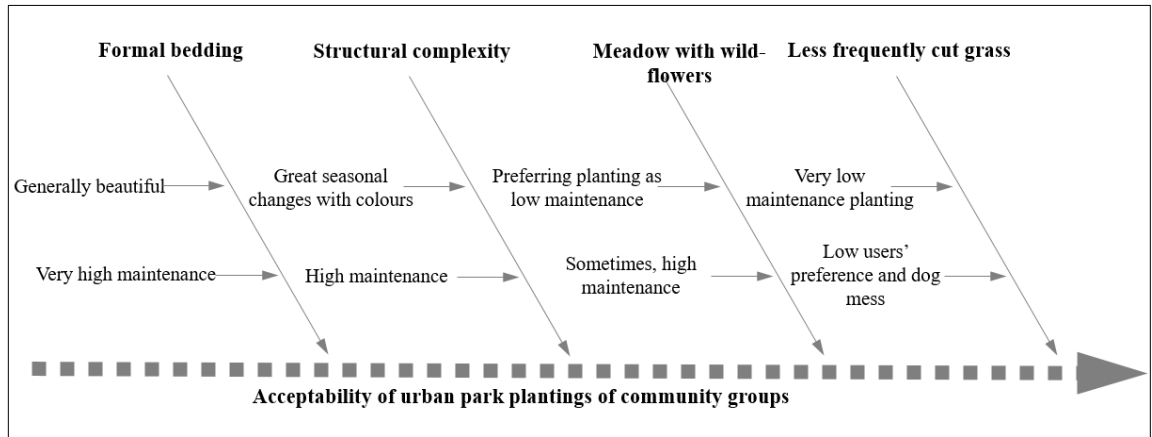 Formal bedding
Structural complexity
Meadow with wild-
flowers
Less frequently cut grass
Generally beautiful
Great seasonal
changes with colours
Preferring planting as
low maintenance
Very low
maintenance planting
Very high maintenance
High maintenance
Sometimes, high
maintenance
Low users’
preference and dog
mess
Acceptability of urban park plantings of community groups